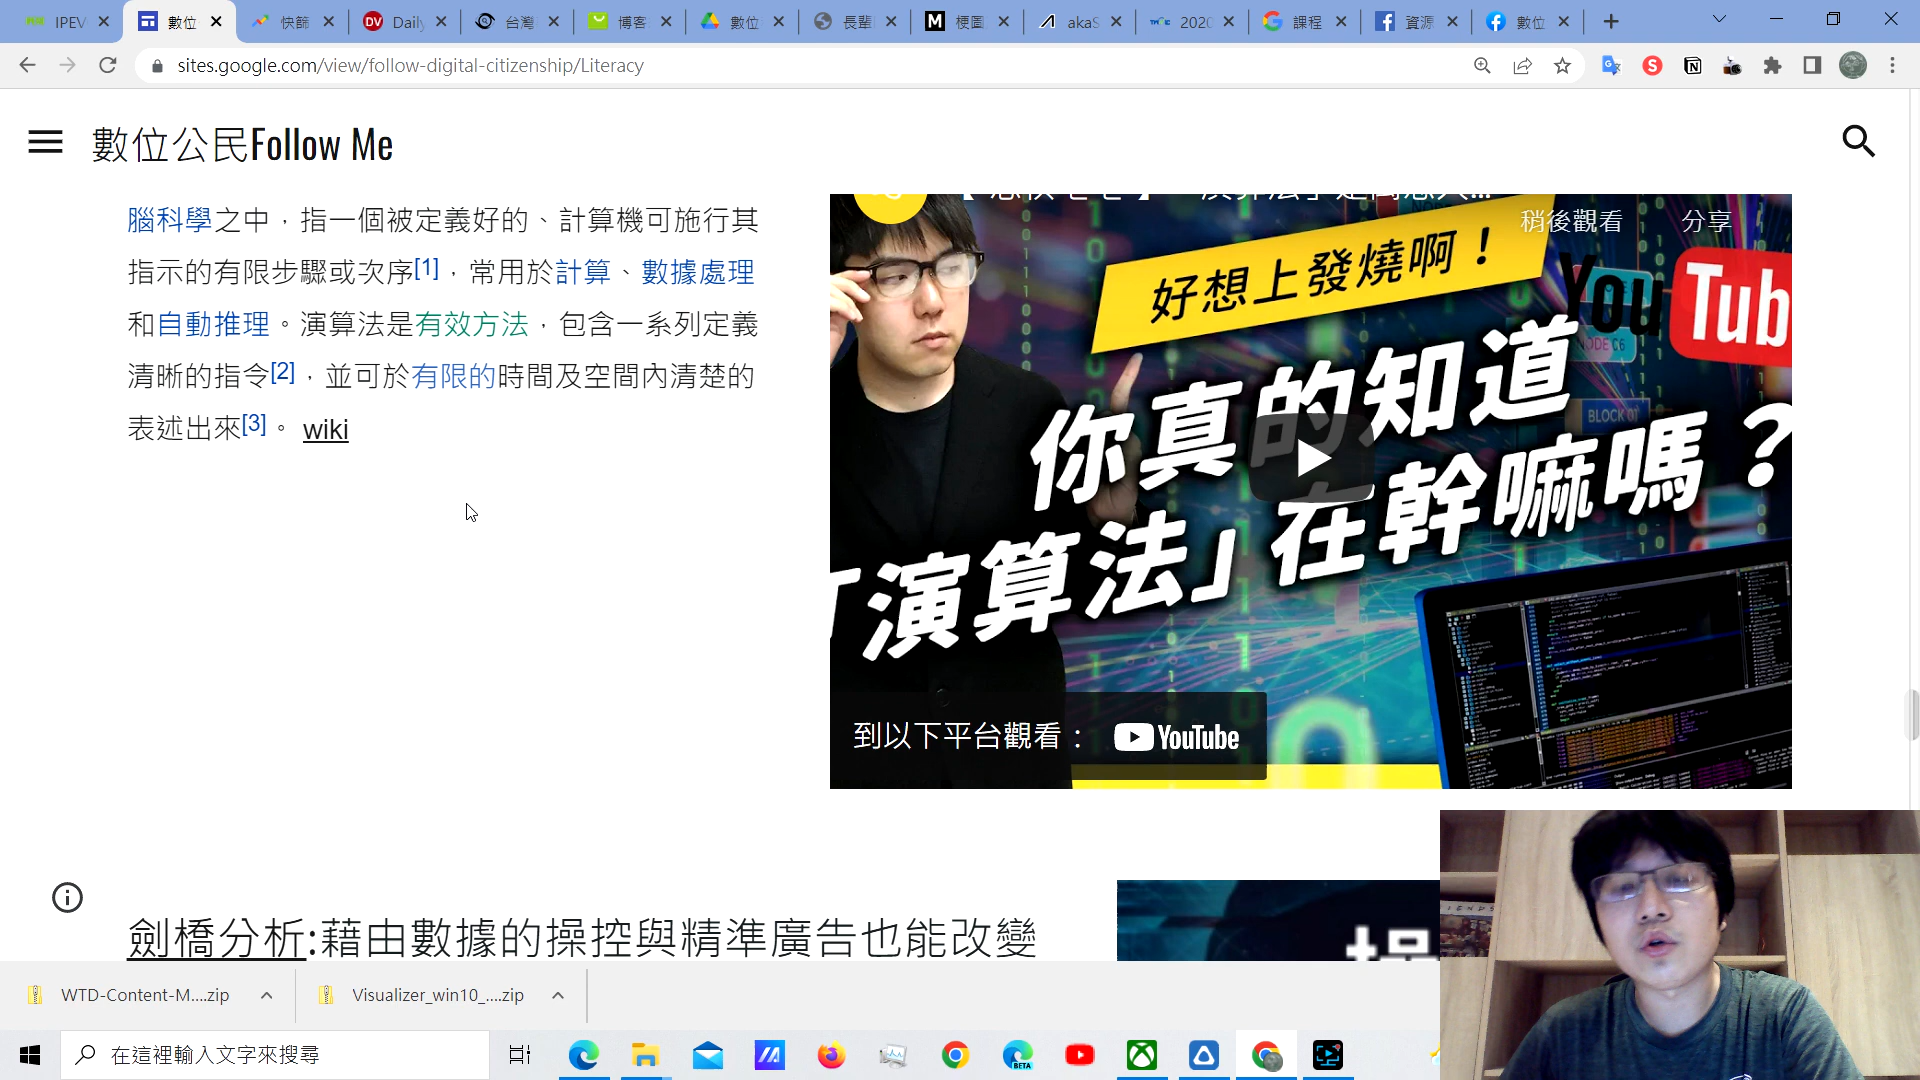 IPEV
數位
快篩
DV Daily
台灣
博客
數位
長輩
M 梗圖
akaS
2020
課程
資源
數位
sites.google.com/view/follow-digital-citizenship/Literacy
數位公民Follow Me
腦科學之中，指一個被定義好的、計算機可施行其
指示的有限步驟或次序[1]，常用於計算、數據處理
和自動推理。演算法是有效方法，包含一系列定義
清晰的指令[2]，並可於有限的時間及空間內清楚的
表述出來[3]。 wiki
稍後觀看 分享
好想上發燒啊！
YouTub
NODE C6
BLOCK 01
你真的知道
「演算法」在幹嘛嗎？
到以下平台觀看： YouTube
劍橋分析:藉由數據的操控與精準廣告也能改變
WTD-Content-M....zip
Visualizer_win10_....zip
在這裡輸入文字來搜尋
BETA